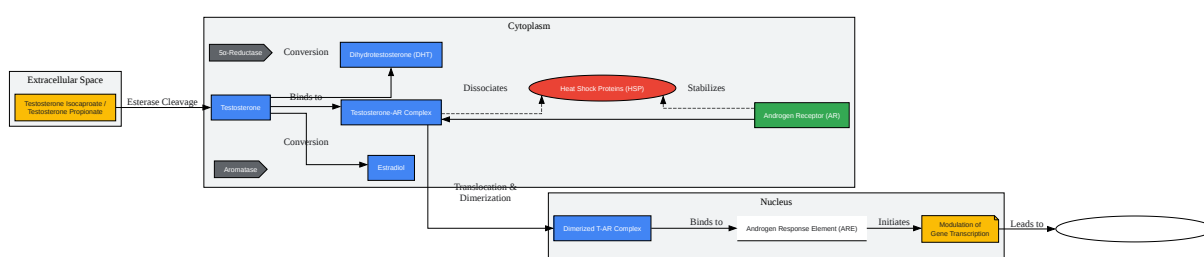 Cytoplasm
5α-Reductase
Conversion
Dihydrotestosterone (DHT)
Extracellular Space
Testosterone Isocaproate /
Testosterone Propionate
Esterase Cleavage
Testosterone
Binds to
Testosterone-AR Complex
Dissociates
Heat Shock Proteins (HSP)
Stabilizes
Androgen Receptor (AR)
Conversion
Aromatase
Estradiol
Translocation &
Dimerization
Nucleus
Dimerized T-AR Complex
Binds to
Androgen Response Element (ARE)
Initiates
Modulation of
Gene Transcription
Leads to